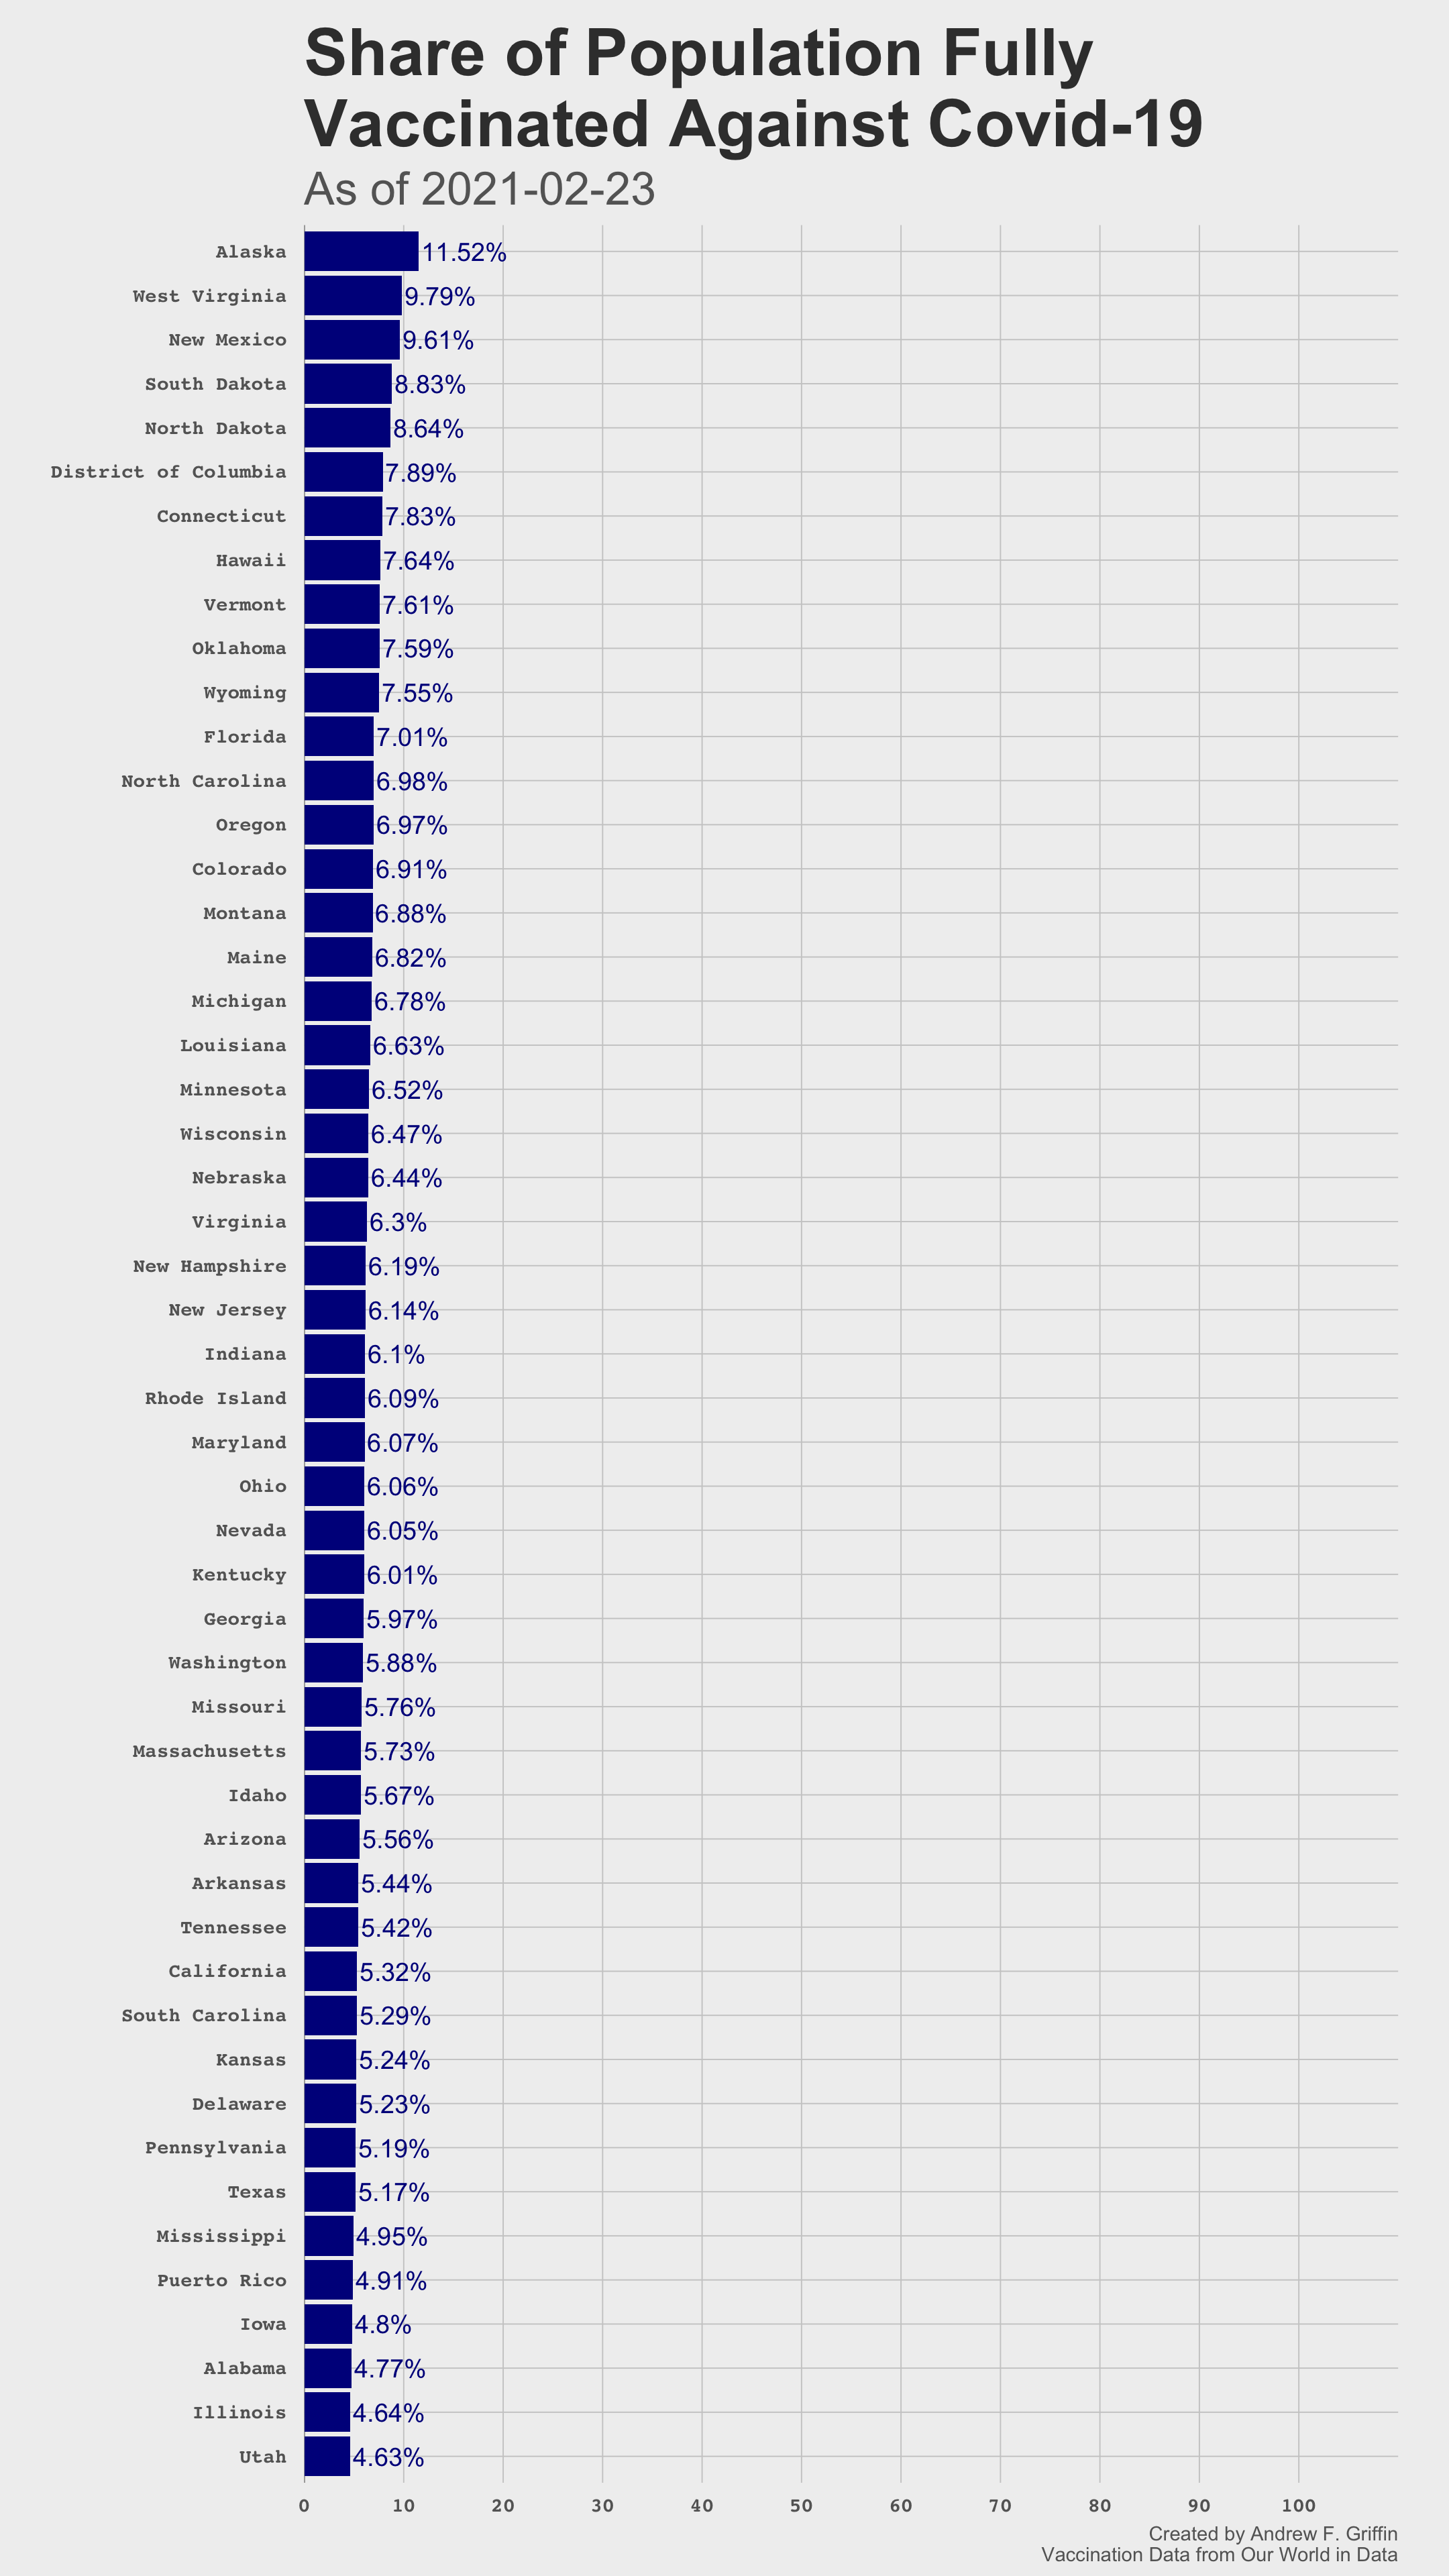 Share of Population Fully
Vaccinated Against Covid-19
As of 2021-02-23
Alaska 11.52%
West Virginia 9.79%
New Mexico 9.61%
South Dakota 8.83%
North Dakota 8.64%
District of Columbia 7.89%
Connecticut 7.83%
Hawaii 7.64%
Vermont 7.61%
Oklahoma 7.59%
Wyoming 7.55%
Florida 7.01%
North Carolina 6.98%
Oregon 6.97%
Colorado 6.91%
Montana 6.88%
Maine 6.82%
Michigan 6.78%
Louisiana 6.63%
Minnesota 6.52%
Wisconsin 6.47%
Nebraska 6.44%
Virginia 6.3%
New Hampshire 6.19%
New Jersey 6.14%
Indiana 6.1%
Rhode Island 6.09%
Maryland 6.07%
Ohio 6.06%
Nevada 6.05%
Kentucky 6.01%
Georgia 5.97%
Washington 5.88%
Missouri 5.76%
Massachusetts 5.73%
Idaho 5.67%
Arizona 5.56%
Arkansas 5.44%
Tennessee 5.42%
California 5.32%
South Carolina 5.29%
Kansas 5.24%
Delaware 5.23%
Pennsylvania 5.19%
Texas 5.17%
Mississippi 4.95%
Puerto Rico 4.91%
Iowa 4.8%
Alabama 4.77%
Illinois 4.64%
Utah 4.63%
0 10 20 30 40 50 60 70 80 90 100
Created by Andrew F. Griffin
Vaccination Data from Our World in Data